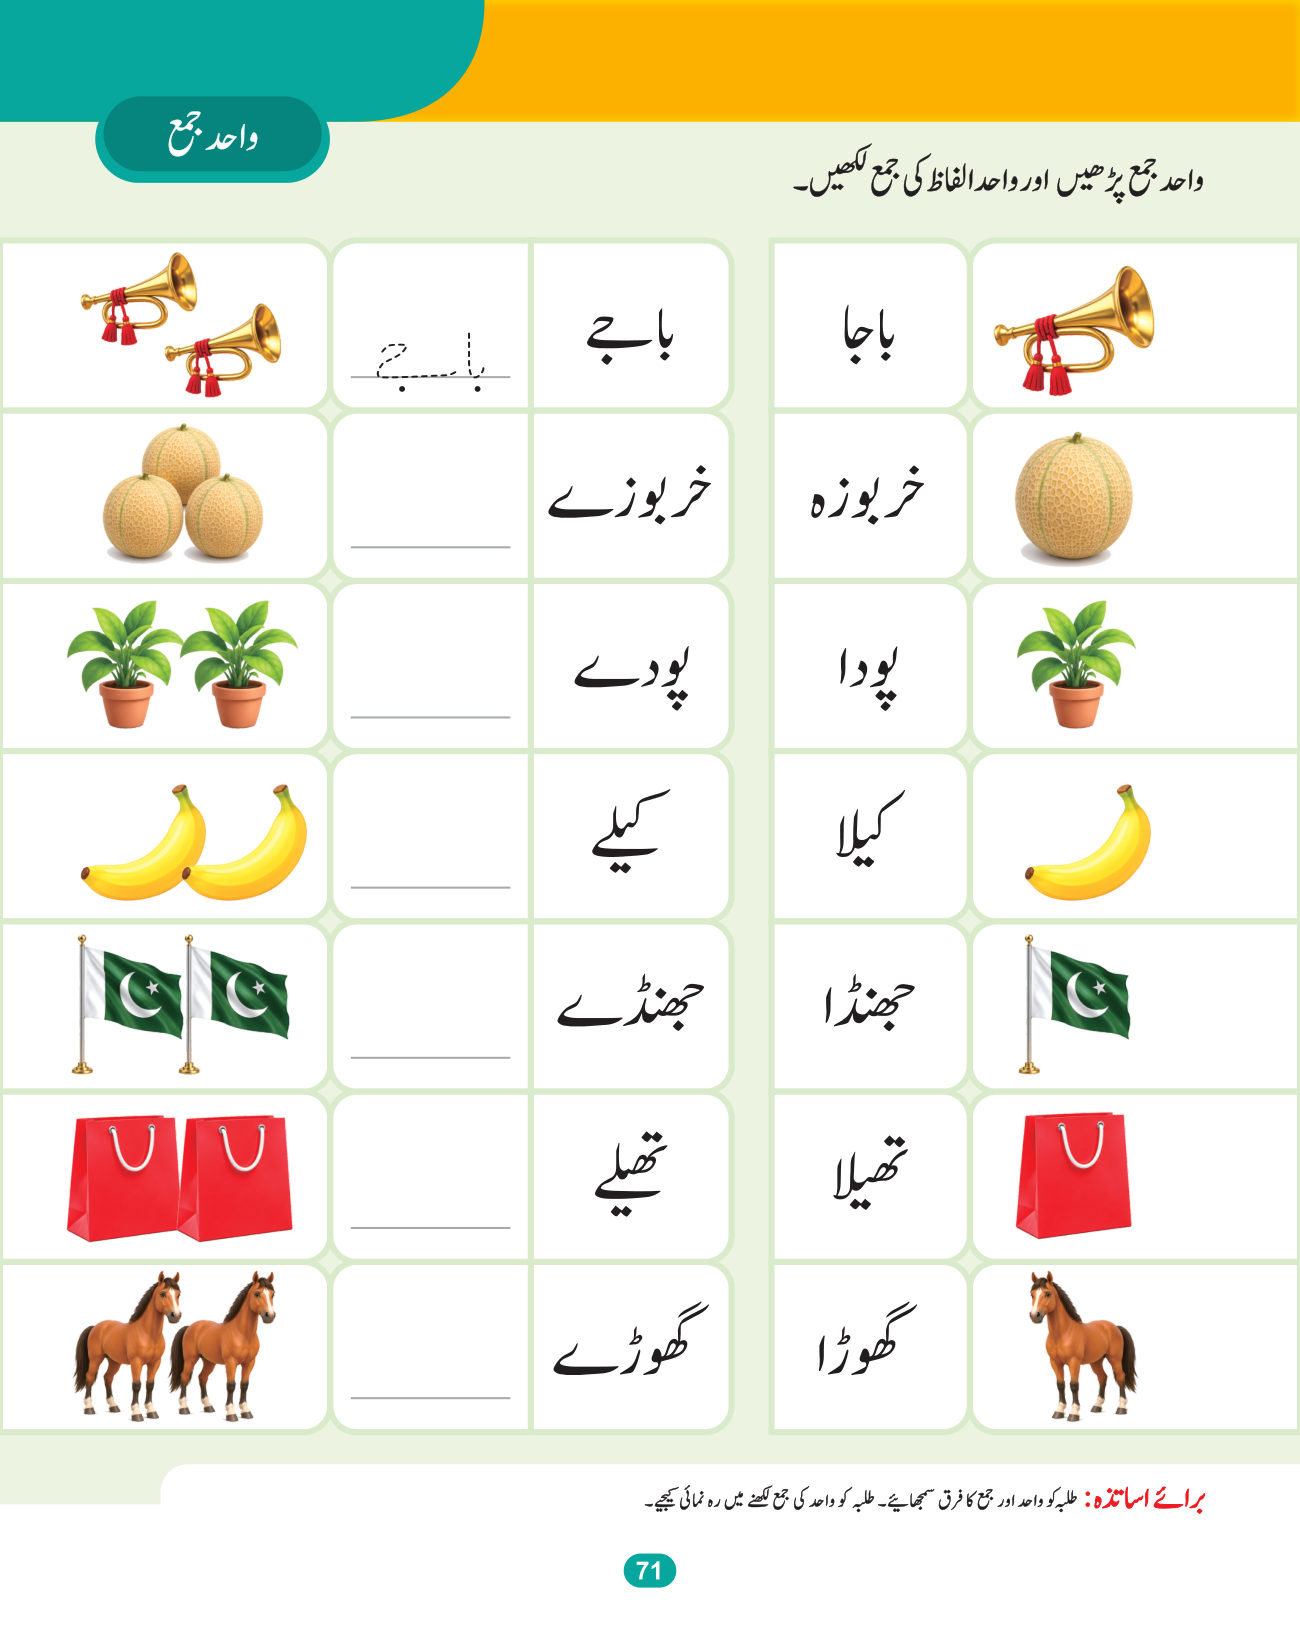 واحد جمع
واحد جمع پڑھیں اور واحد الفاظ کی جمع لکھیں۔
باجا باجے باجے
خربوزہ خربوزے
پودا پودے
کیلا کیلے
جھنڈا جھنڈے
تھیلا تھیلے
گھوڑا گھوڑے
برائے اساتذہ: طلبہ کو واحد اور جمع کا فرق سمجھائیے۔ طلبہ کو واحد کی جمع لکھنے میں رہ نمائی کیجیے۔
71